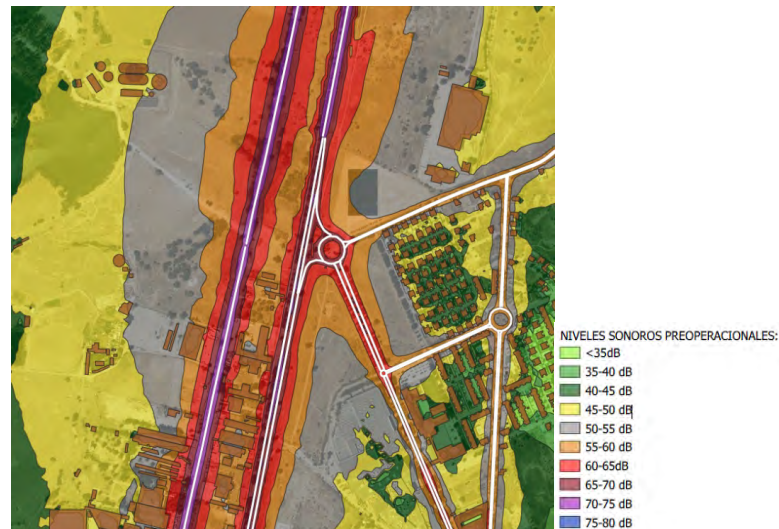 NIVELES SONOROS PREOPERACIONALES:
<35dB
35-40 dB
40-45 dB
45-50 dB
50-55 dB
55-60 dB
60-65dB
65-70 dB
70-75 dB
75-80 dB